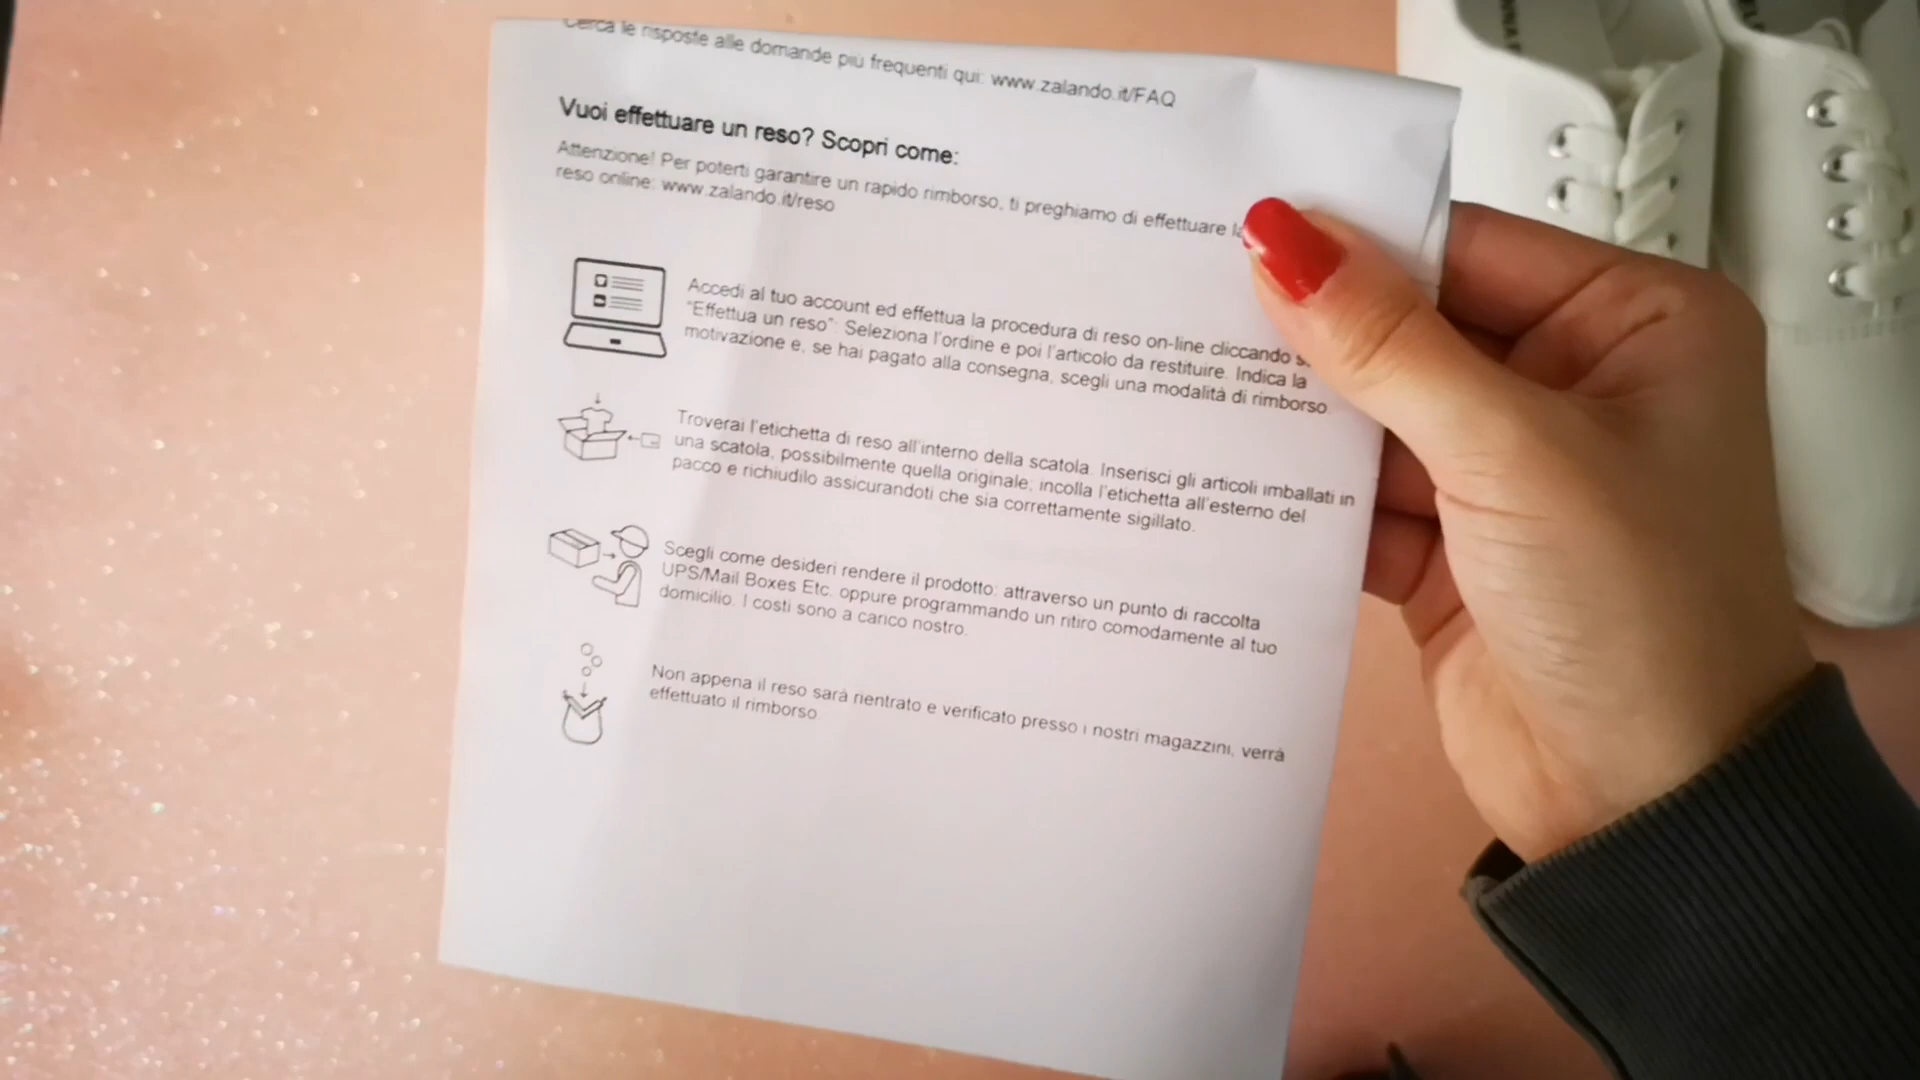 Cerca le risposte alle domande più frequenti qui: www.zalando.it/FAQ
Vuoi effettuare un reso? Scopri come:
Attenzione! Per poterti garantire un rapido rimborso, ti preghiamo di effettuare
reso online: www.zalando.it/reso
Accedi al tuo account ed effettua la procedura di reso on-line cliccando
“Effettua un reso”: Seleziona l’ordine e poi l’articolo da restituire. Indica la
motivazione e, se hai pagato alla consegna, scegli una modalità di rimborso.
Troverai l’etichetta di reso all’interno della scatola. Inserisci gli articoli imballati in
una scatola, possibilmente quella originale; incolla l’etichetta all’esterno del
pacco e richiudilo assicurandoti che sia correttamente sigillato.
Scegli come desideri rendere il prodotto: attraverso un punto di raccolta
UPS/Mail Boxes Etc. oppure programmando un ritiro comodamente al tuo
domicilio. I costi sono a carico nostro.
Non appena il reso sarà rientrato e verificato presso i nostri magazzini, verrà
effettuato il rimborso.